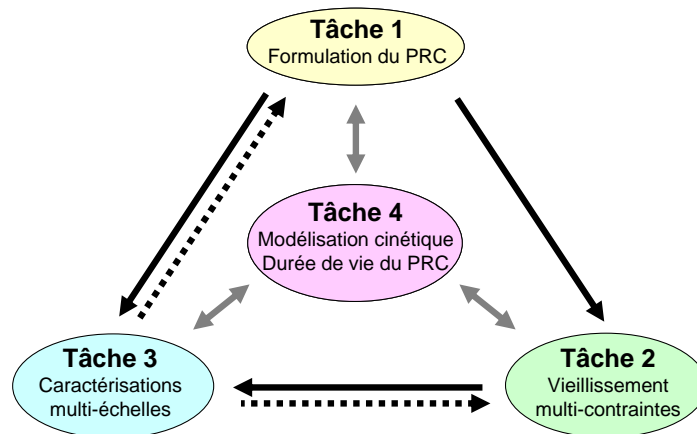 Tâche 1
Formulation du PRC
Tâche 4
Modélisation cinétique
Durée de vie du PRC
Tâche 3
Caractérisations
multi-échelles
Tâche 2
Vieillissement
multi-contraintes